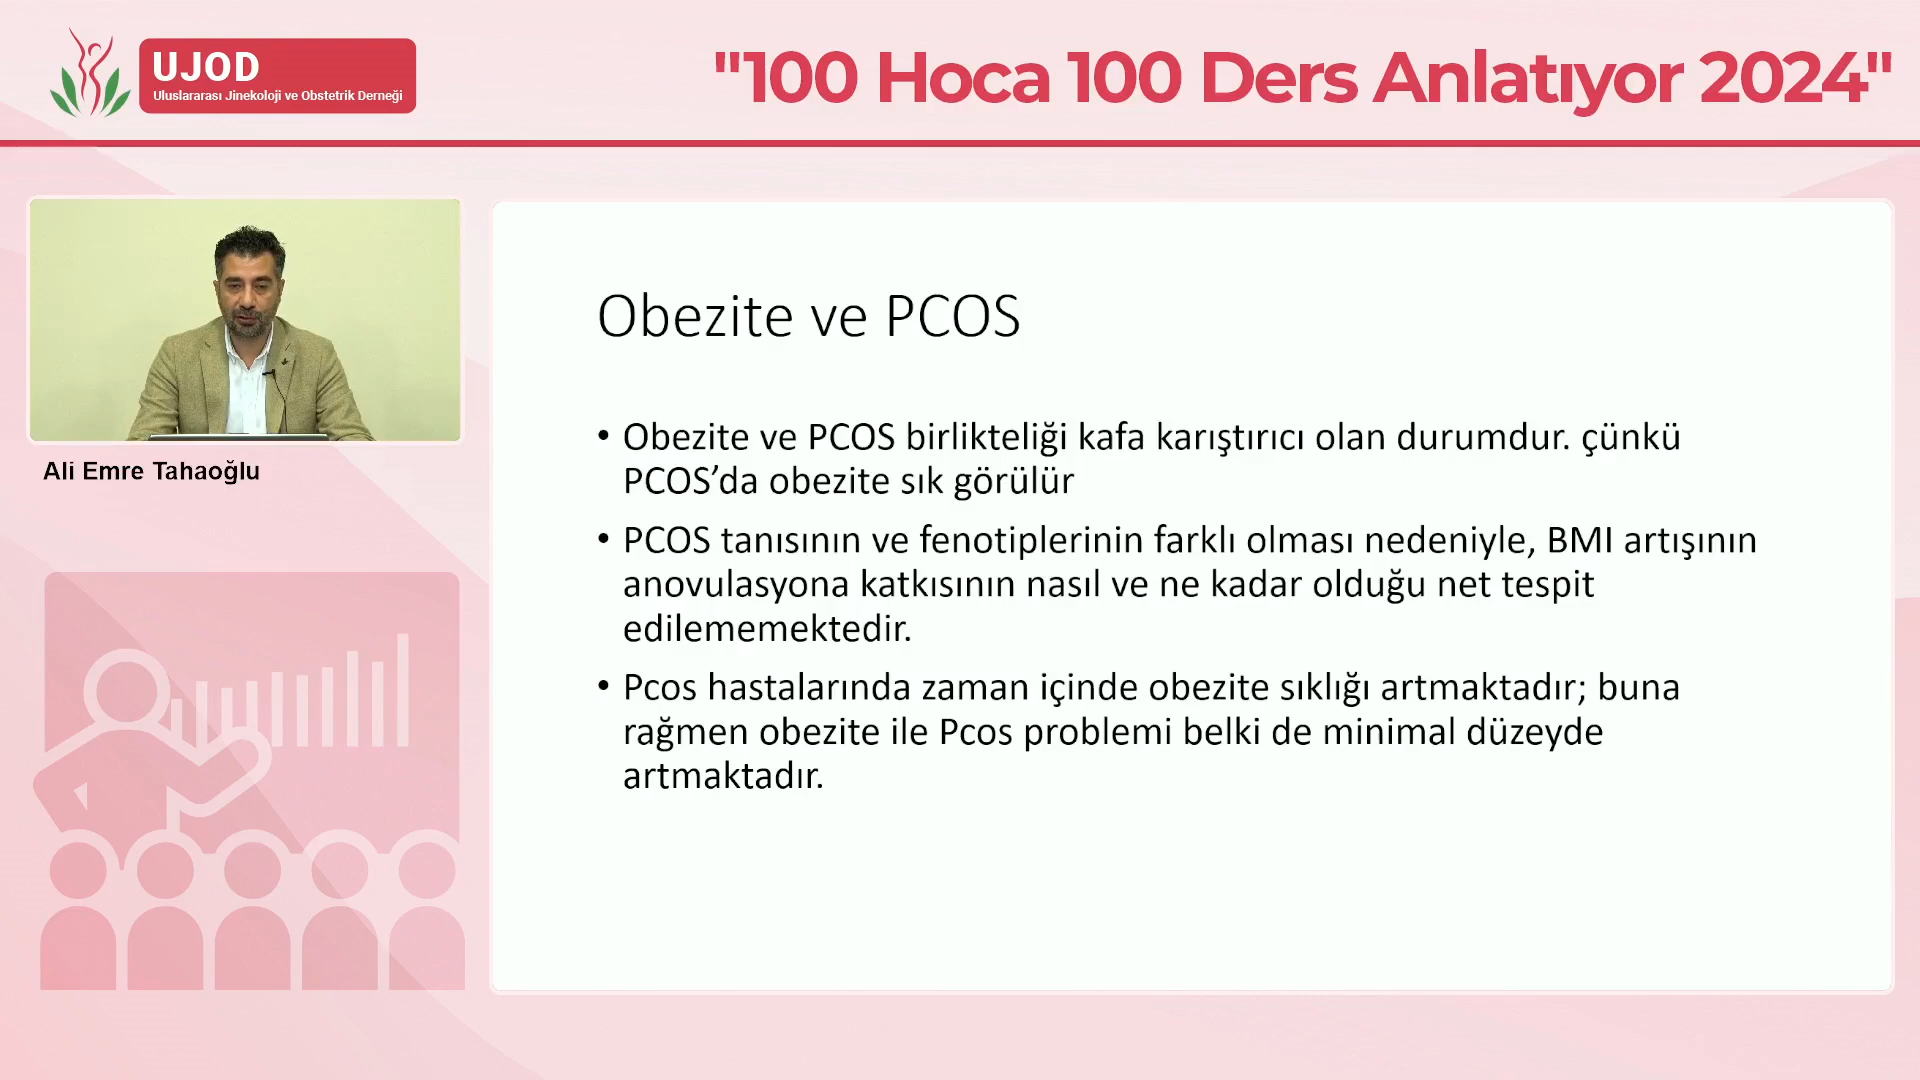 UJOD
Uluslararası Jinekoloji ve Obstetrik Derneği
"100 Hoca 100 Ders Anlatıyor 2024"
Ali Emre Tahaoğlu
Obezite ve PCOS
• Obezite ve PCOS birlikteliği kafa karıştırıcı olan durumdur. çünkü
PCOS’da obezite sık görülür
• PCOS tanısının ve fenotiplerinin farklı olması nedeniyle, BMI artışının
anovulasyona katkısının nasıl ve ne kadar olduğu net tespit
edilememektedir.
• Pcos hastalarında zaman içinde obezite sıklığı artmaktadır; buna
rağmen obezite ile Pcos problemi belki de minimal düzeyde
artmaktadır.